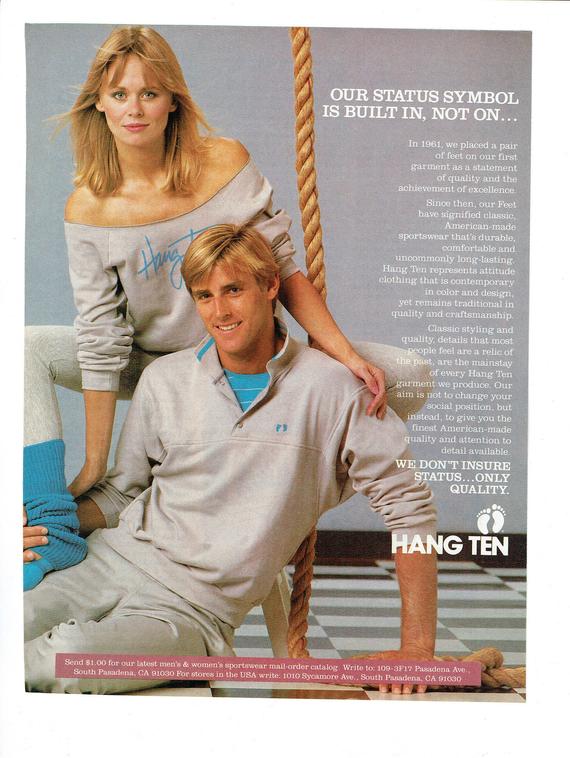 OUR STATUS SYMBOL
IS BUILT IN, NOT ON...
In 1961, we placed a pair
of feet on our first
garment as a statement
of quality and the
achievement of excellence.
Since then, our Feet
have signified classic,
American-made
sportswear that's durable,
comfortable and
uncommonly long-lasting.
Hang Ten represents attitude
clothing that is contemporary
in color and design,
yet remains traditional in
quality and craftsmanship.
Classic styling and
quality, details that most
people feel are a relic of
the past, are the mainstay
of every Hang Ten
garment we produce. Our
aim is not to change your
social position, but
instead, to give you the
finest American-made
quality and attention to
detail available.
WE DON'T INSURE
STATUS...ONLY
QUALITY.
HANG TEN
Hang T
Send $1.00 for our latest men's & women's sportswear mail-order catalog. Write to: 109-3F17 Pasadena Ave.,
South Pasadena, CA 91030 For stores in the USA write: 1010 Sycamore Ave., South Pasadena, CA 91030